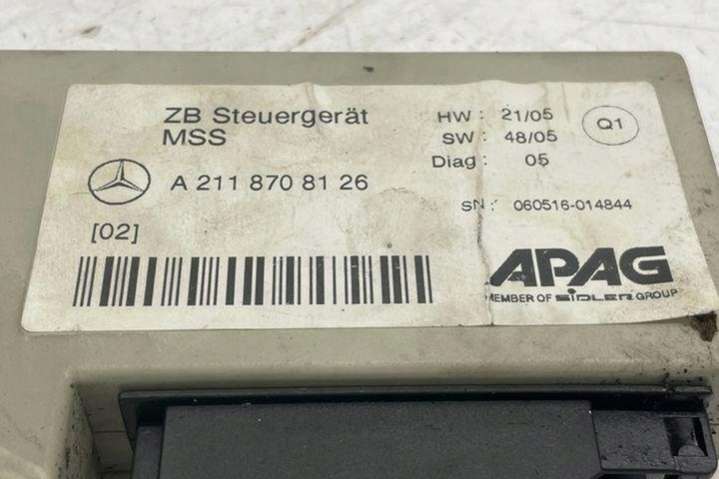 ZB Steuergerät
MSS
A 211 870 81 26
[02]
HW: 21/05
SW: 48/05
Diag: 05
Q1
SN: 060516-014844
APAG
MEMBER OF SIDLER GROUP